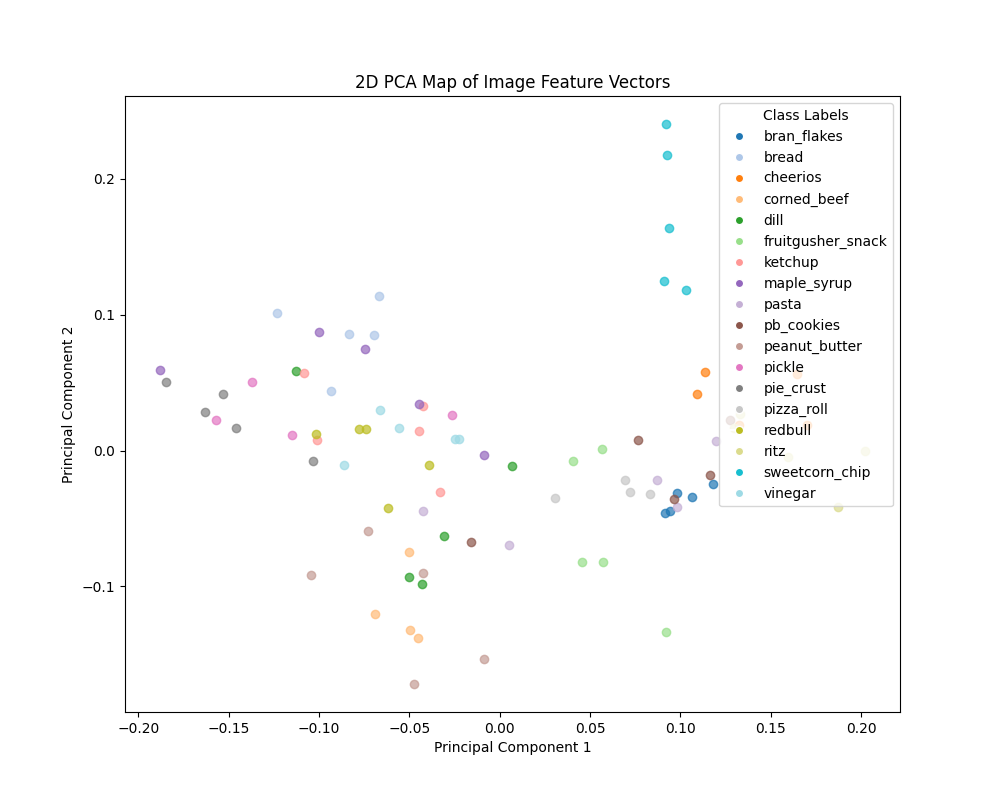 2D PCA Map of Image Feature Vectors
Class Labels
bran_flakes
bread
cheerios
corned_beef
dill
fruitgusher_snack
ketchup
maple_syrup
pasta
pb_cookies
peanut_butter
pickle
pie_crust
pizza_roll
redbull
ritz
sweetcorn_chip
vinegar
Principal Component 2
0.2
0.1
0.0
−0.1
−0.20 −0.15 −0.10 −0.05 0.00 0.05 0.10 0.15 0.20
Principal Component 1